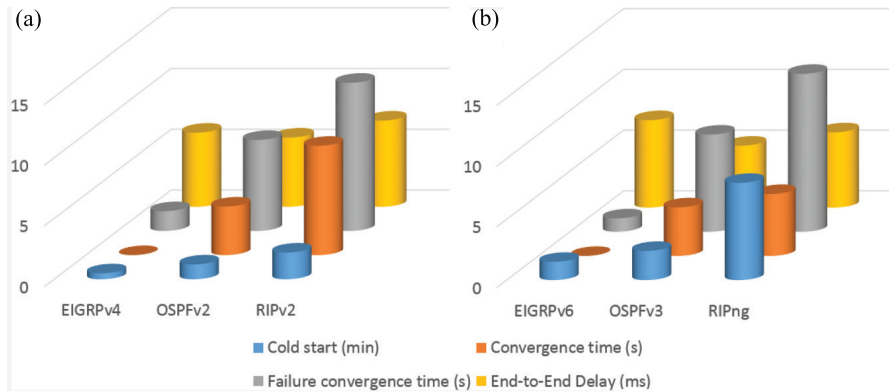 (a)
15
10
5
0
EIGRPv4 OSPFv2 RIPv2
(b)
15
10
5
0
EIGRPv6 OSPFv3 RIPng
Cold start (min) Convergence time (s)
Failure convergence time (s) End-to-End Delay (ms)